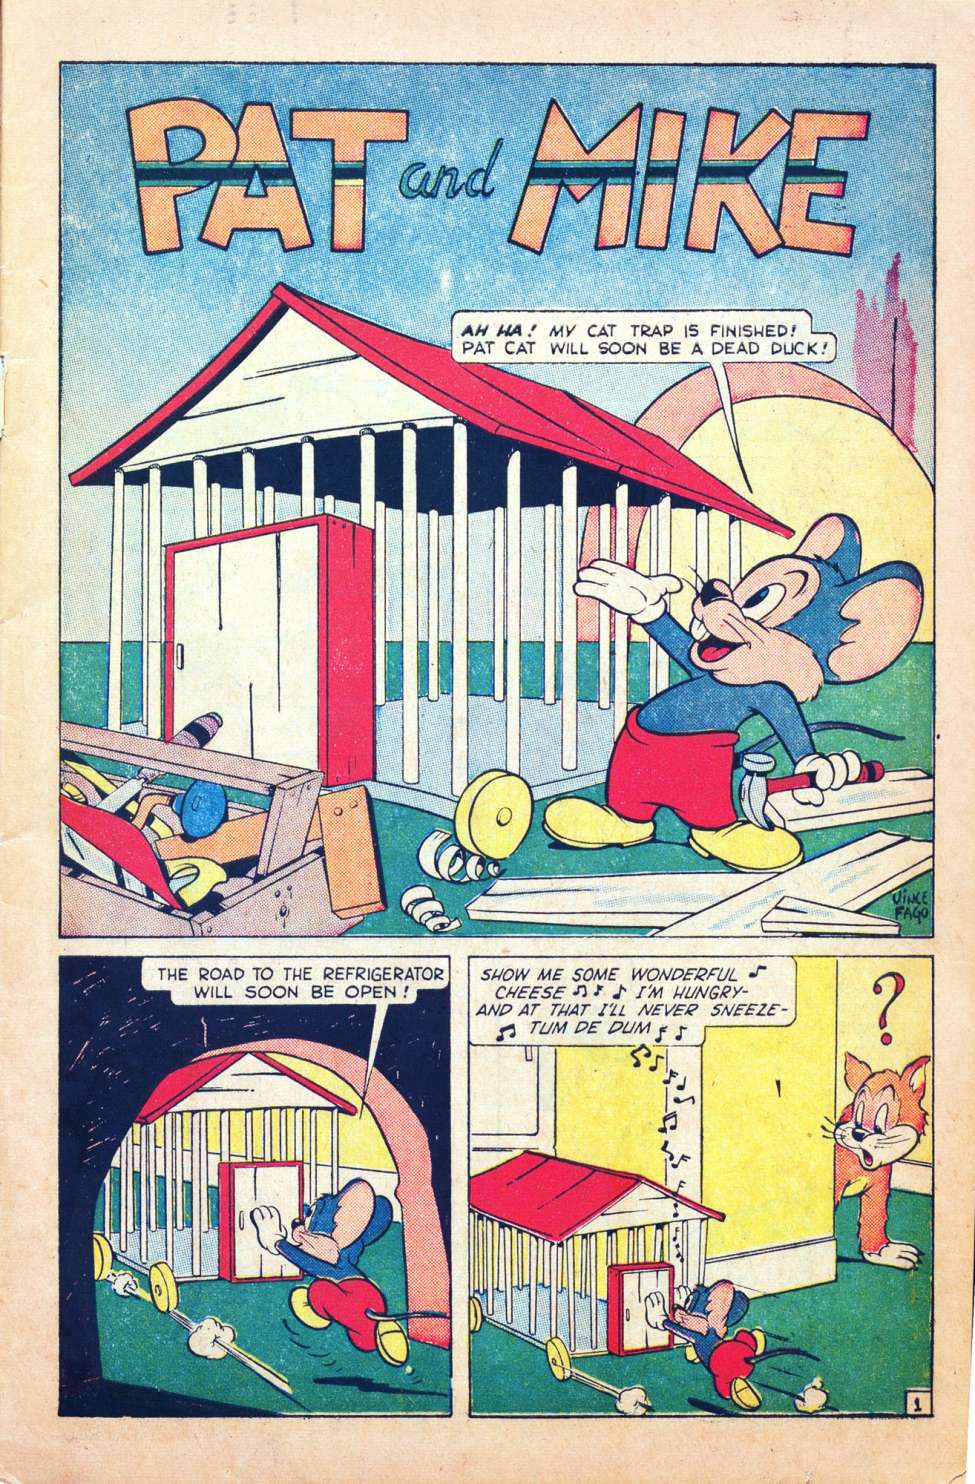 PAT and MIKE
AH HA! MY CAT TRAP IS FINISHED!
PAT CAT WILL SOON BE A DEAD DUCK!
VINCE
FAGO
THE ROAD TO THE REFRIGERATOR
WILL SOON BE OPEN!
SHOW ME SOME WONDERFUL
CHEESE I'M HUNGRY-
AND AT THAT I'LL NEVER SNEEZE-
TUM DE DUM
?
1